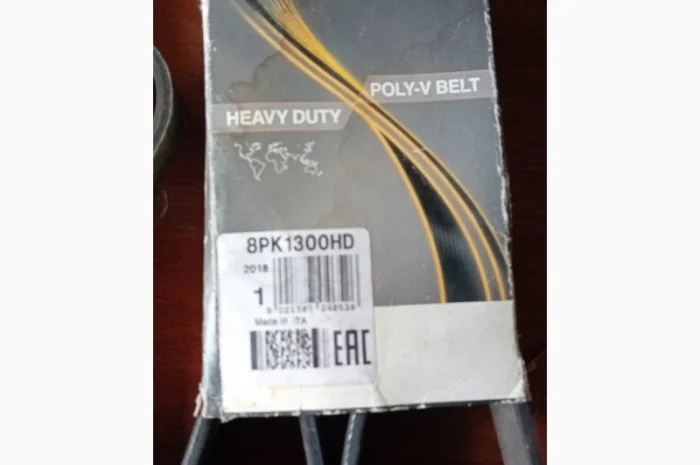 POLY-V BELT
HEAVY DUTY
8PK1300HD
2018
1
Made in ITA
EAC